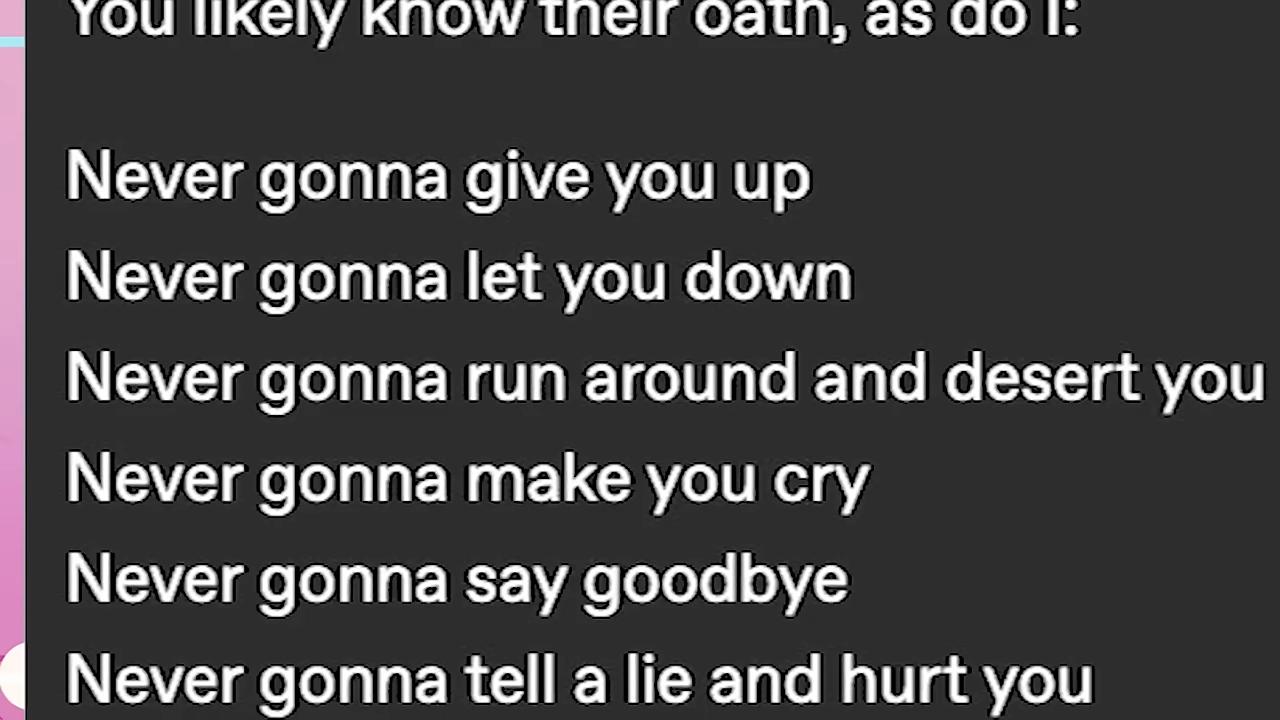 You likely know their oath, as do I:
Never gonna give you up
Never gonna let you down
Never gonna run around and desert you
Never gonna make you cry
Never gonna say goodbye
Never gonna tell a lie and hurt you